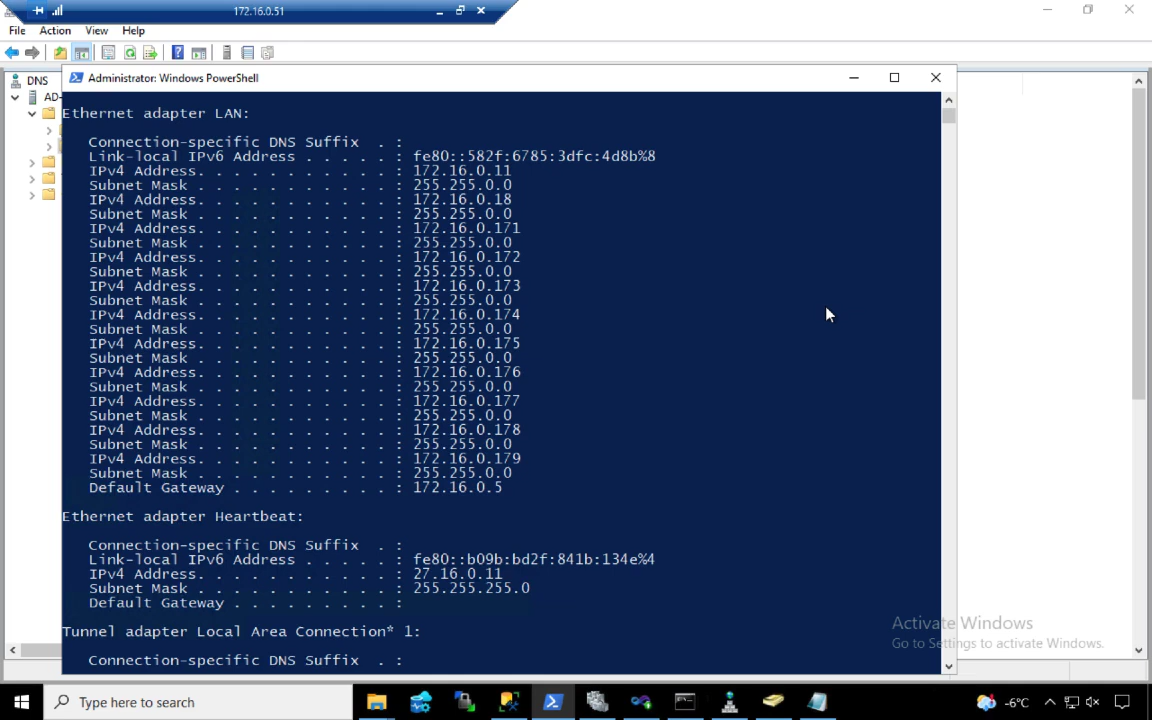 172.16.0.51
File Action View Help
DNS
AD-
Administrator: Windows PowerShell
Ethernet adapter LAN:
Connection-specific DNS Suffix . :
Link-local IPv6 Address . . . . . : fe80::582f:6785:3dfc:4d8b%8
IPv4 Address. . . . . . . . . . . : 172.16.0.11
Subnet Mask . . . . . . . . . . . : 255.255.0.0
IPv4 Address. . . . . . . . . . . : 172.16.0.18
Subnet Mask . . . . . . . . . . . : 255.255.0.0
IPv4 Address. . . . . . . . . . . : 172.16.0.171
Subnet Mask . . . . . . . . . . . : 255.255.0.0
IPv4 Address. . . . . . . . . . . : 172.16.0.172
Subnet Mask . . . . . . . . . . . : 255.255.0.0
IPv4 Address. . . . . . . . . . . : 172.16.0.173
Subnet Mask . . . . . . . . . . . : 255.255.0.0
IPv4 Address. . . . . . . . . . . : 172.16.0.174
Subnet Mask . . . . . . . . . . . : 255.255.0.0
IPv4 Address. . . . . . . . . . . : 172.16.0.175
Subnet Mask . . . . . . . . . . . : 255.255.0.0
IPv4 Address. . . . . . . . . . . : 172.16.0.176
Subnet Mask . . . . . . . . . . . : 255.255.0.0
IPv4 Address. . . . . . . . . . . : 172.16.0.177
Subnet Mask . . . . . . . . . . . : 255.255.0.0
IPv4 Address. . . . . . . . . . . : 172.16.0.178
Subnet Mask . . . . . . . . . . . : 255.255.0.0
IPv4 Address. . . . . . . . . . . : 172.16.0.179
Subnet Mask . . . . . . . . . . . : 255.255.0.0
Default Gateway . . . . . . . . . : 172.16.0.5
Ethernet adapter Heartbeat:
Connection-specific DNS Suffix . :
Link-local IPv6 Address . . . . . : fe80::b09b:bd2f:841b:134e%4
IPv4 Address. . . . . . . . . . . : 27.16.0.11
Subnet Mask . . . . . . . . . . . : 255.255.255.0
Default Gateway . . . . . . . . . :
Tunnel adapter Local Area Connection* 1:
Connection-specific DNS Suffix . :
Activate Windows
Go to Settings to activate Windows.
Type here to search
-6°C